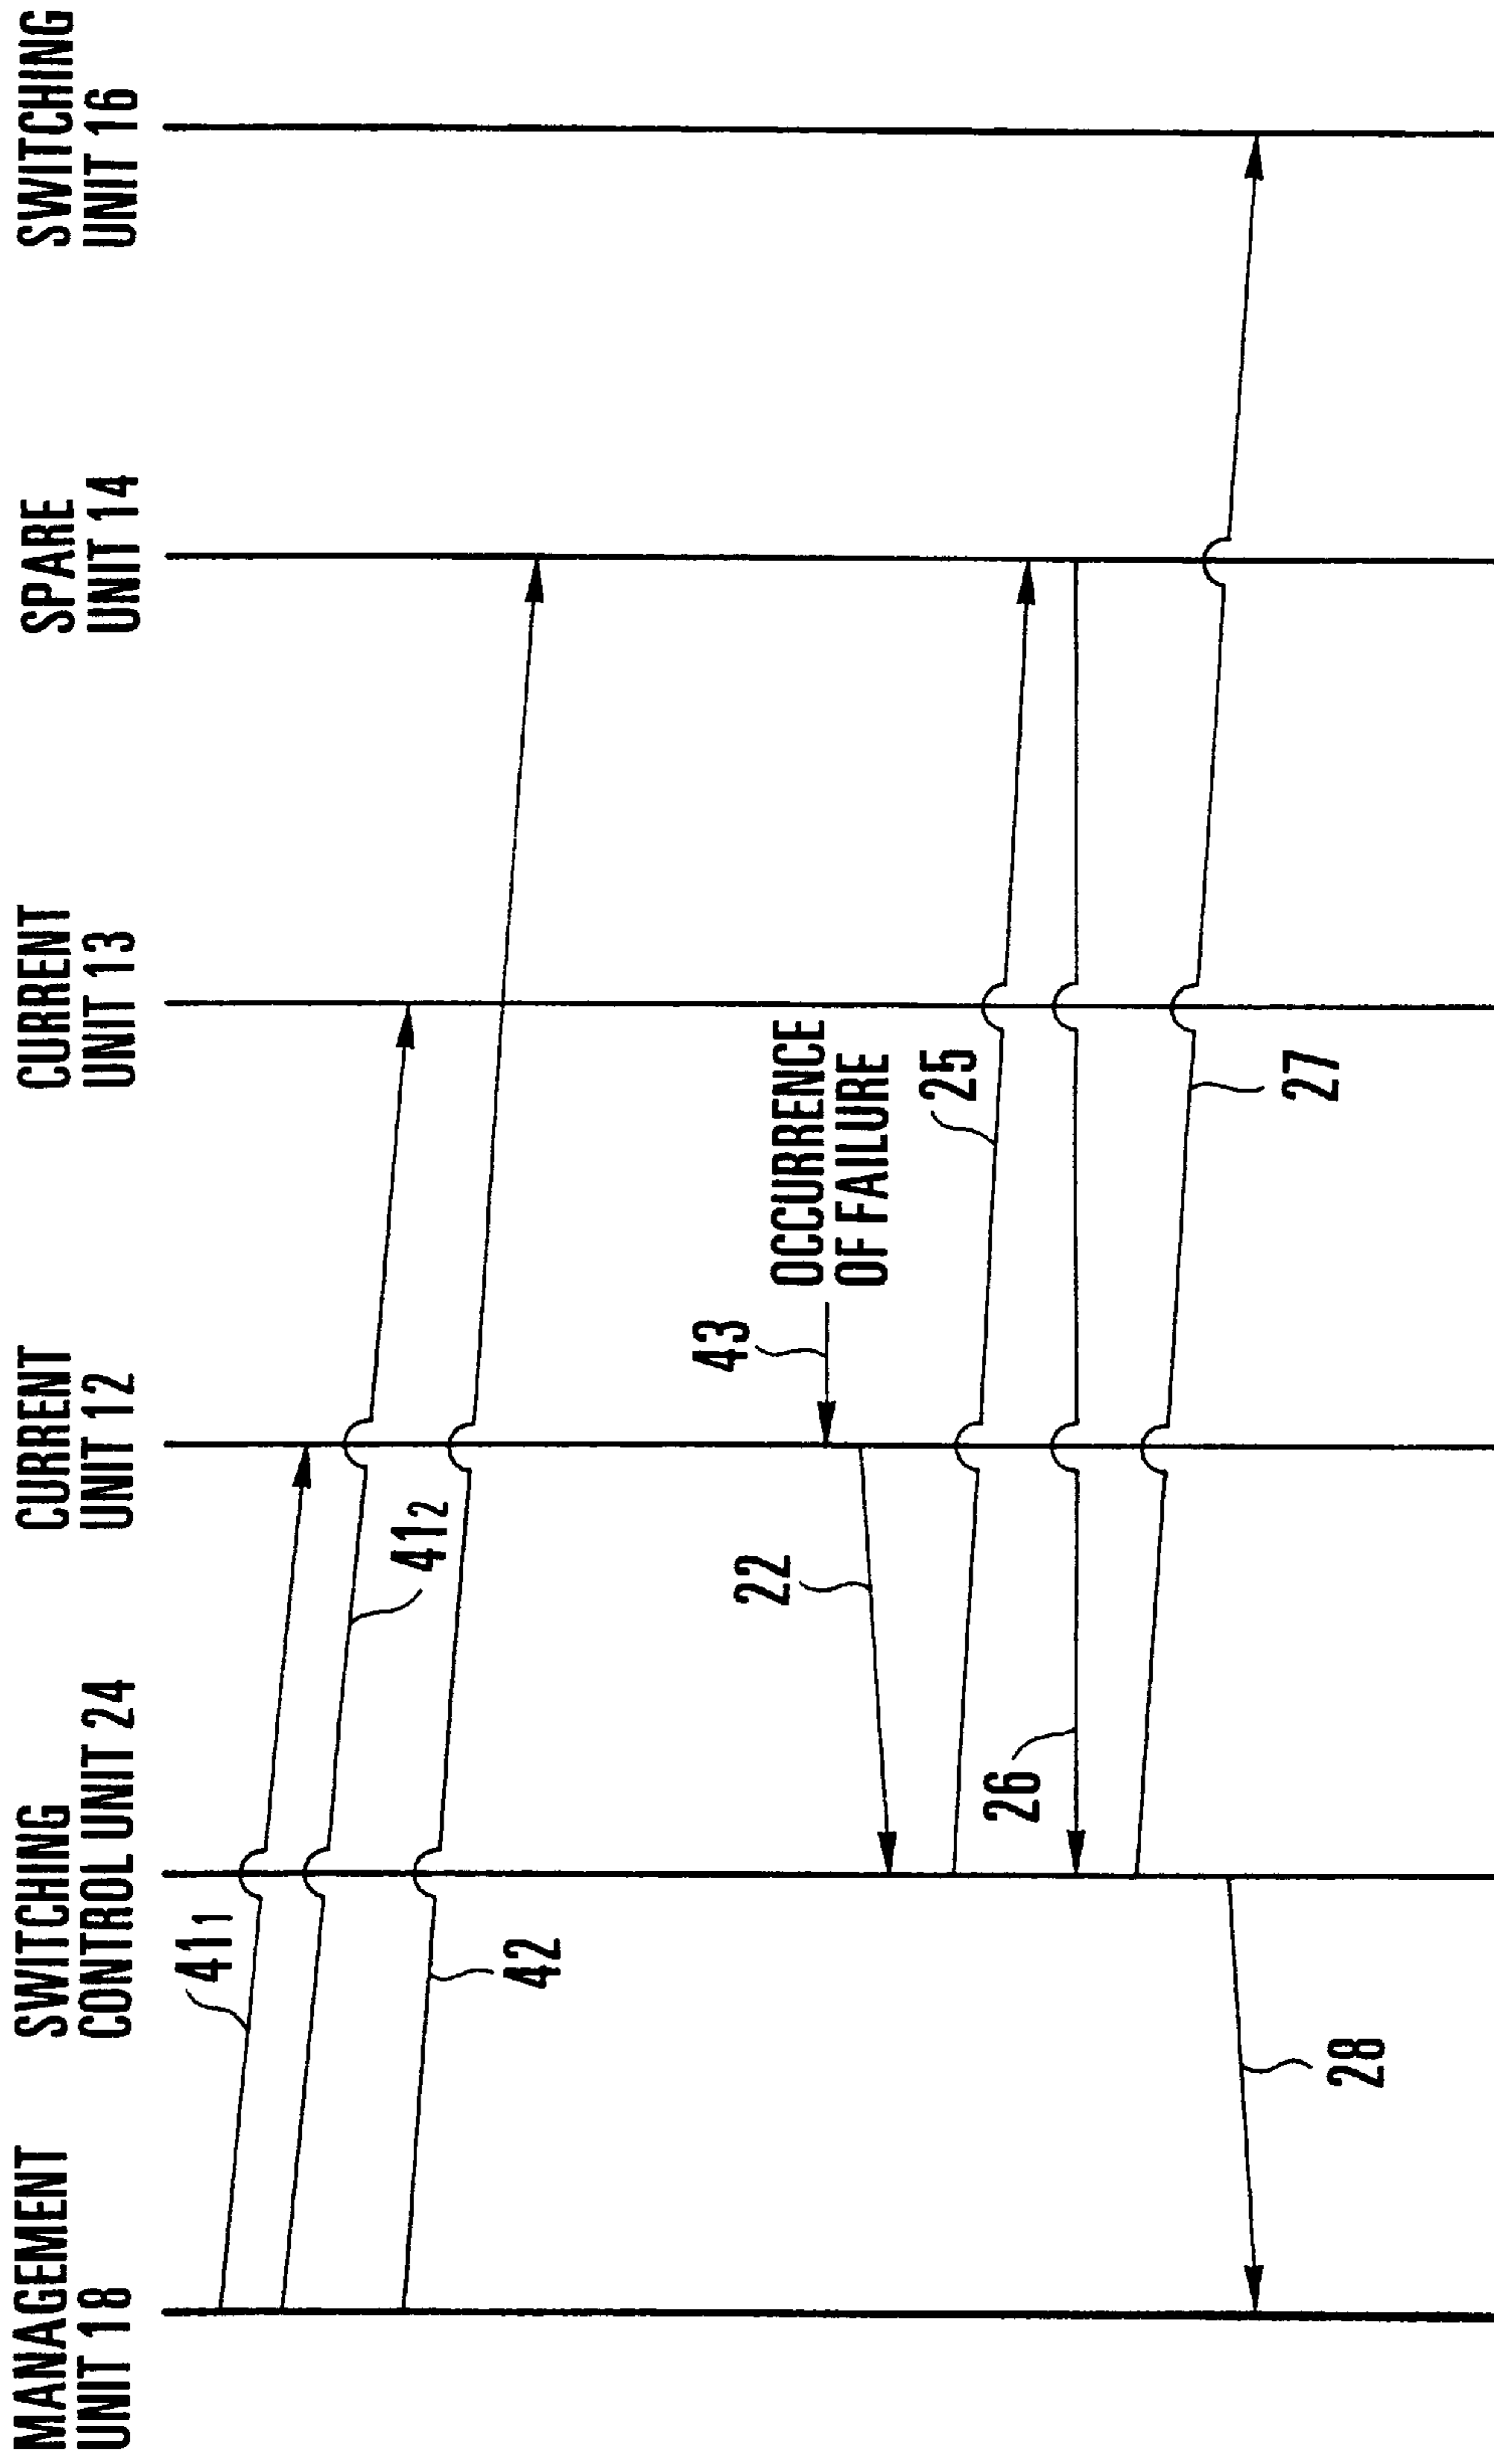 MANAGEMENT
UNIT 18
SWITCHING
CONTROL UNIT 24
CURRENT
UNIT 12
CURRENT
UNIT 13
SPARE
UNIT 14
SWITCHING
UNIT 16
41₁
41₂
42
43
OCCURRENCE
OF FAILURE
22
25
26
27
28